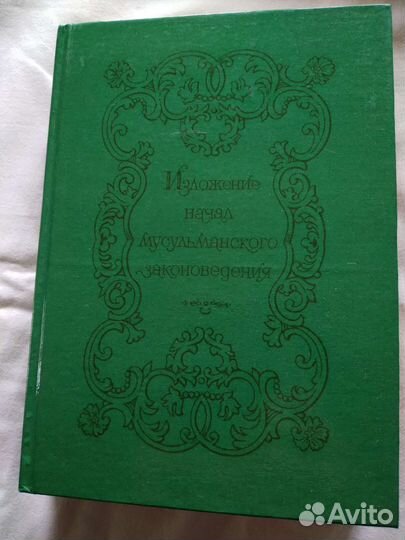 Изложение
начал
мусульманского
законоведения
Avito